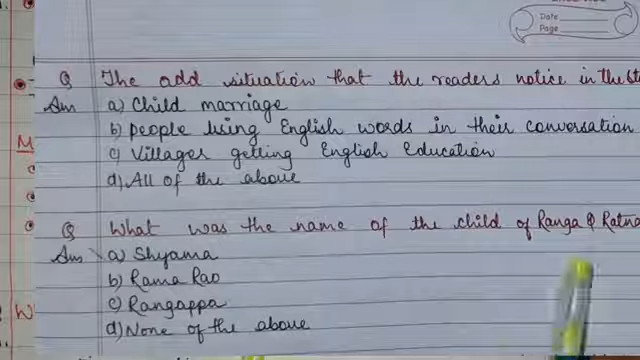 Date
Page
Q The add situation that the readers notice in the
Ans a) Child marriage
b) People using English words in their conversation
c) Villager getting English Education
d) All of the above
Q What was the name of the child of Ranga &
Ans a) Shyama
b) Rama Rao
c) Rangappa
d) None of the above